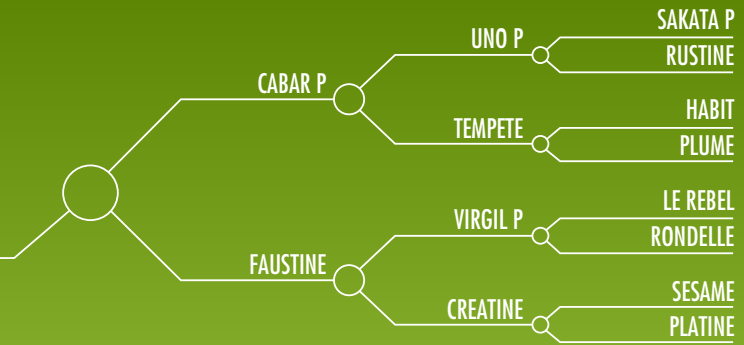 SAKATA P
UNO P
RUSTINE
CABAR P
HABIT
TEMPETE
PLUME
LE REBEL
VIRGIL P
RONDELLE
FAUSTINE
SESAME
CREATINE
PLATINE